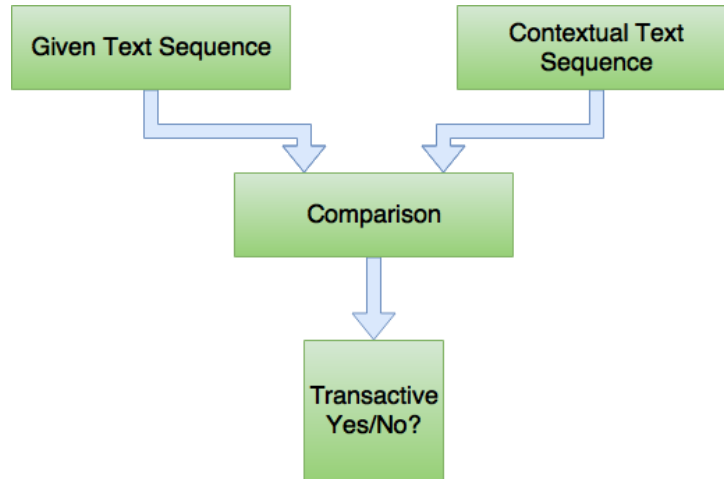 Given Text Sequence
Contextual Text
Sequence
Comparison
Transactive
Yes/No?